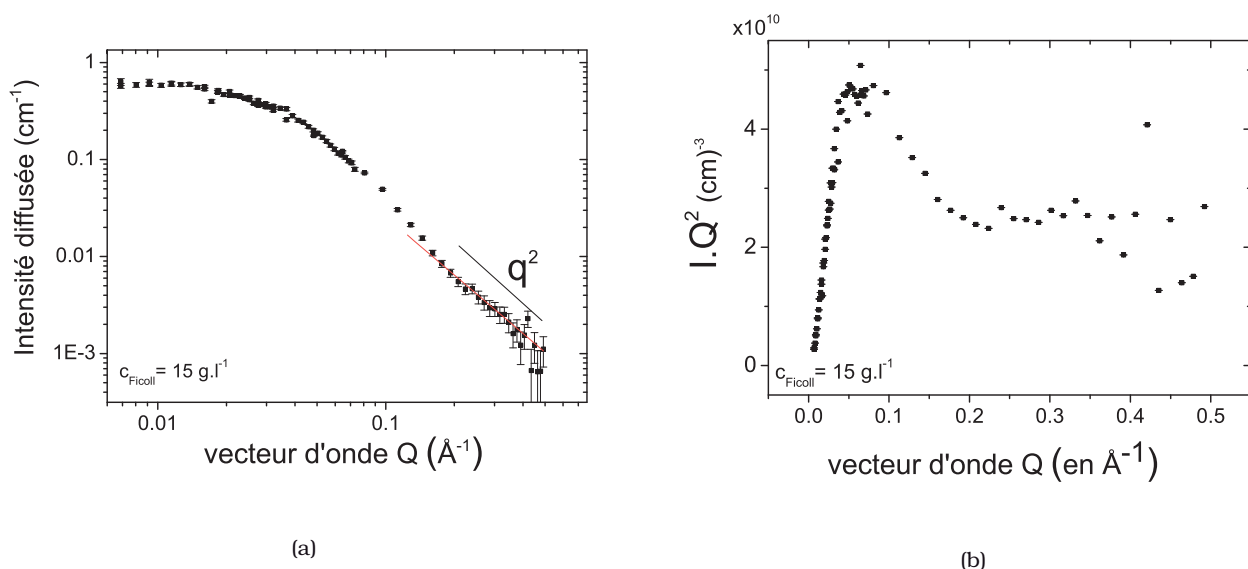 Intensité diffusée (cm⁻¹)
1
0.1
0.01
1E-3
q²
c_Ficoll= 15 g.l⁻¹
0.01
0.1
vecteur d'onde Q (Å⁻¹)
(a)
x10¹⁰
I.Q² (cm)⁻³
4
2
0
c_Ficoll= 15 g.l⁻¹
0.0 0.1 0.2 0.3 0.4 0.5
vecteur d'onde Q (en Å⁻¹)
(b)